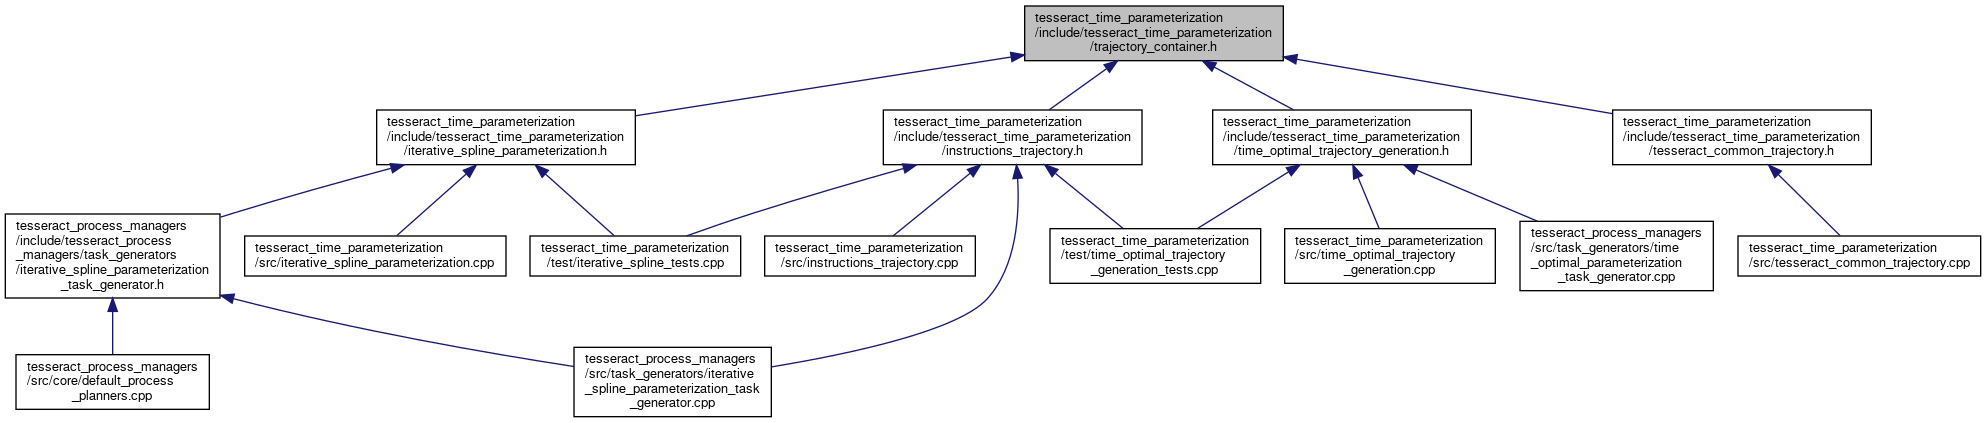 tesseract_time_parameterization
/include/tesseract_time_parameterization
/trajectory_container.h
tesseract_time_parameterization
/include/tesseract_time_parameterization
/iterative_spline_parameterization.h
tesseract_time_parameterization
/include/tesseract_time_parameterization
/instructions_trajectory.h
tesseract_time_parameterization
/include/tesseract_time_parameterization
/time_optimal_trajectory_generation.h
tesseract_time_parameterization
/include/tesseract_time_parameterization
/tesseract_common_trajectory.h
tesseract_process_managers
/include/tesseract_process
_managers/task_generators
/iterative_spline_parameterization
_task_generator.h
tesseract_time_parameterization
/src/iterative_spline_parameterization.cpp
tesseract_time_parameterization
/test/iterative_spline_tests.cpp
tesseract_time_parameterization
/src/instructions_trajectory.cpp
tesseract_time_parameterization
/test/time_optimal_trajectory
_generation_tests.cpp
tesseract_time_parameterization
/src/time_optimal_trajectory
_generation.cpp
tesseract_process_managers
/src/task_generators/time
_optimal_parameterization
_task_generator.cpp
tesseract_time_parameterization
/src/tesseract_common_trajectory.cpp
tesseract_process_managers
/src/core/default_process
_planners.cpp
tesseract_process_managers
/src/task_generators/iterative
_spline_parameterization_task
_generator.cpp